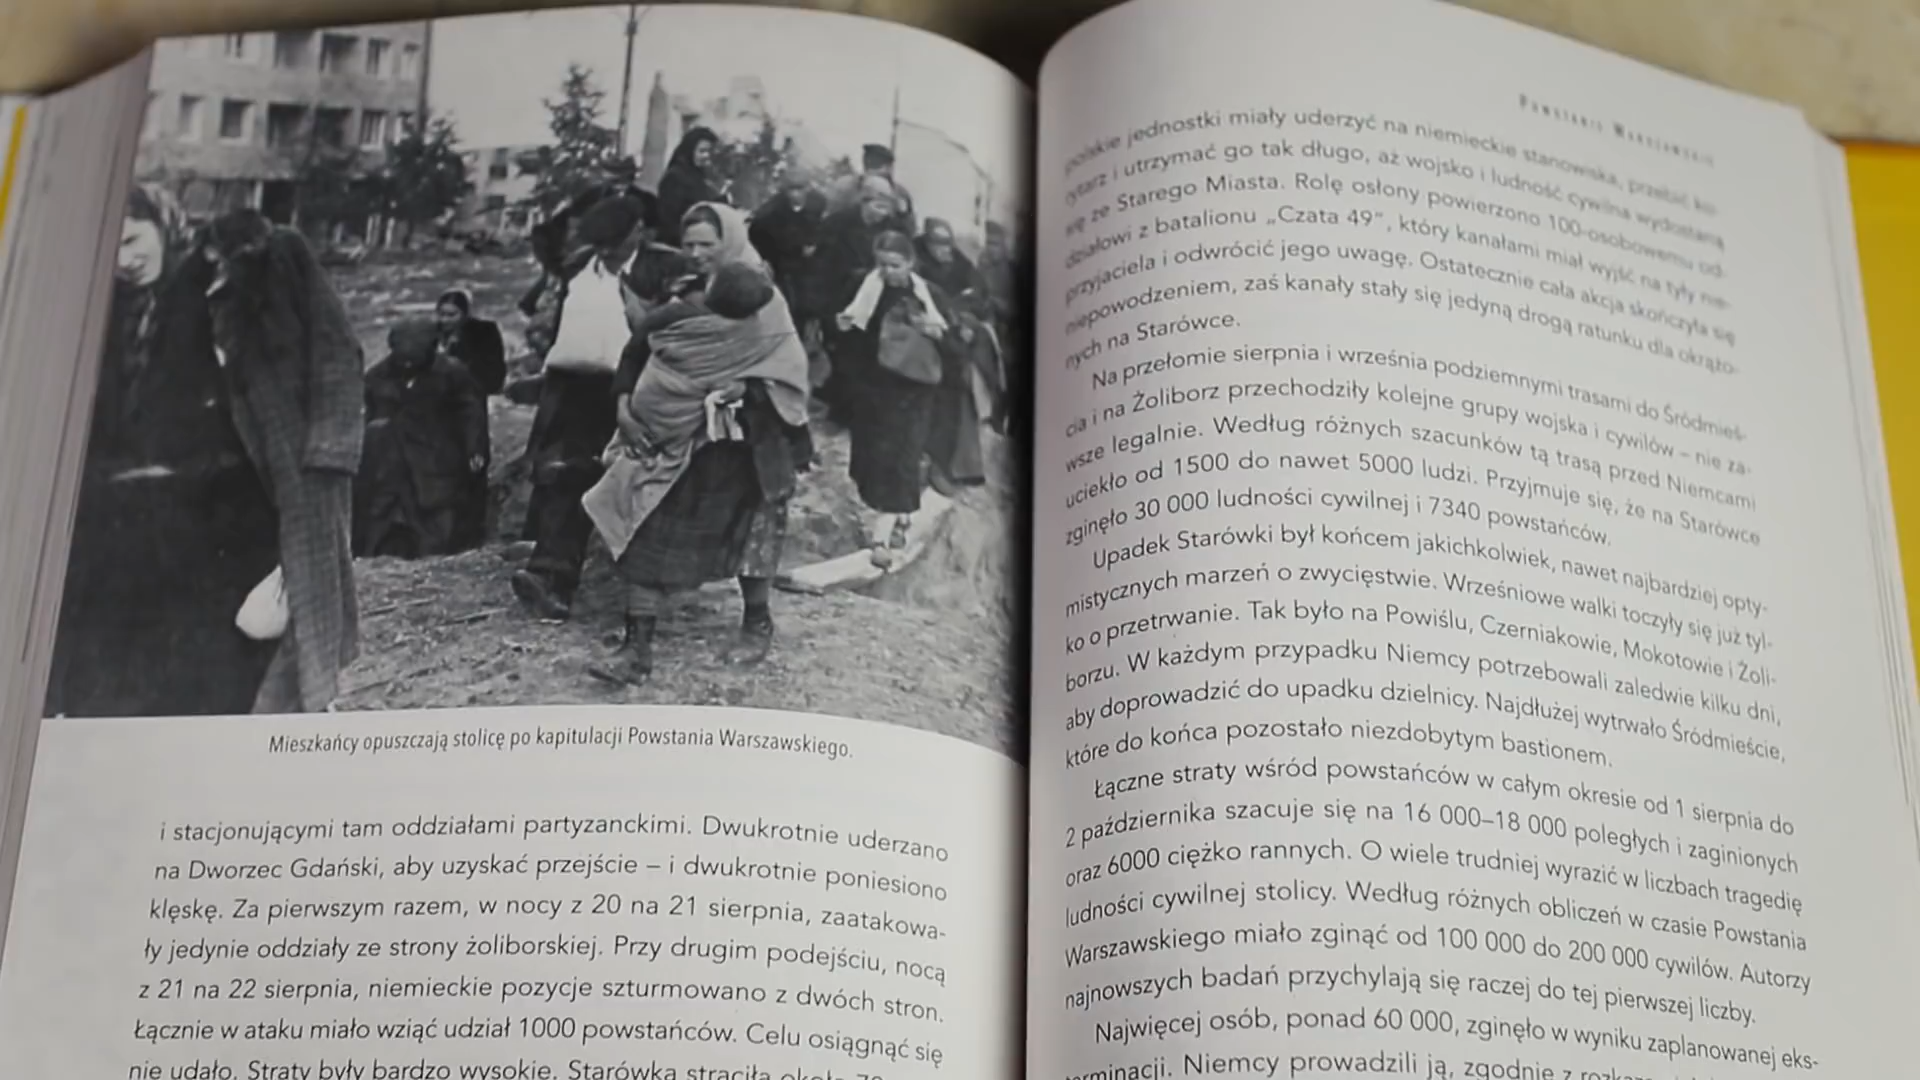 Mieszkańcy opuszczają stolicę po kapitulacji Powstania Warszawskiego.
i stacjonującymi tam oddziałami partyzanckimi. Dwukrotnie uderzano
na Dworzec Gdański, aby uzyskać przejście – i dwukrotnie poniesiono
klęskę. Za pierwszym razem, w nocy z 20 na 21 sierpnia, zaatakowa-
ły jedynie oddziały ze strony żoliborskiej. Przy drugim podejściu, nocą
z 21 na 22 sierpnia, niemieckie pozycje szturmowano z dwóch stron.
Łącznie w ataku miało wziąć udział 1000 powstańców. Celu osiągnąć się
nie udało. Straty były bardzo wysokie. Starówka straciła około
Powstanie Warszawskie
polskie jednostki miały uderzyć na niemieckie stanowiska, przebić ko-
rytarz i utrzymać go tak długo, aż wojsko i ludność cywilna wydostaną
się ze Starego Miasta. Rolę osłony powierzono 100-osobowemu od-
działowi z batalionu „Czata 49”, który kanałami miał wyjść na tyły nie-
przyjaciela i odwrócić jego uwagę. Ostatecznie cała akcja skończyła się
niepowodzeniem, zaś kanały stały się jedyną drogą ratunku dla okrążo-
nych na Starówce.
Na przełomie sierpnia i września podziemnymi trasami do Śródmieś-
cia i na Żoliborz przechodziły kolejne grupy wojska i cywilów – nie za-
wsze legalnie. Według różnych szacunków tą trasą przed Niemcami
uciekło od 1500 do nawet 5000 ludzi. Przyjmuje się, że na Starówce
zginęło 30 000 ludności cywilnej i 7340 powstańców.
Upadek Starówki był końcem jakichkolwiek, nawet najbardziej opty-
mistycznych marzeń o zwycięstwie. Wrześniowe walki toczyły się już tyl-
ko o przetrwanie. Tak było na Powiślu, Czerniakowie, Mokotowie i Żoli-
borzu. W każdym przypadku Niemcy potrzebowali zaledwie kilku dni,
aby doprowadzić do upadku dzielnicy. Najdłużej wytrwało Śródmieście,
które do końca pozostało niezdobytym bastionem.
Łączne straty wśród powstańców w całym okresie od 1 sierpnia do
2 października szacuje się na 16 000–18 000 poległych i zaginionych
oraz 6000 ciężko rannych. O wiele trudniej wyrazić w liczbach tragedię
ludności cywilnej stolicy. Według różnych obliczeń w czasie Powstania
Warszawskiego miało zginąć od 100 000 do 200 000 cywilów. Autorzy
najnowszych badań przychylają się raczej do tej pierwszej liczby.
Najwięcej osób, ponad 60 000, zginęło w wyniku zaplanowanej eks-
terminacji. Niemcy prowadzili ją, zgodnie z